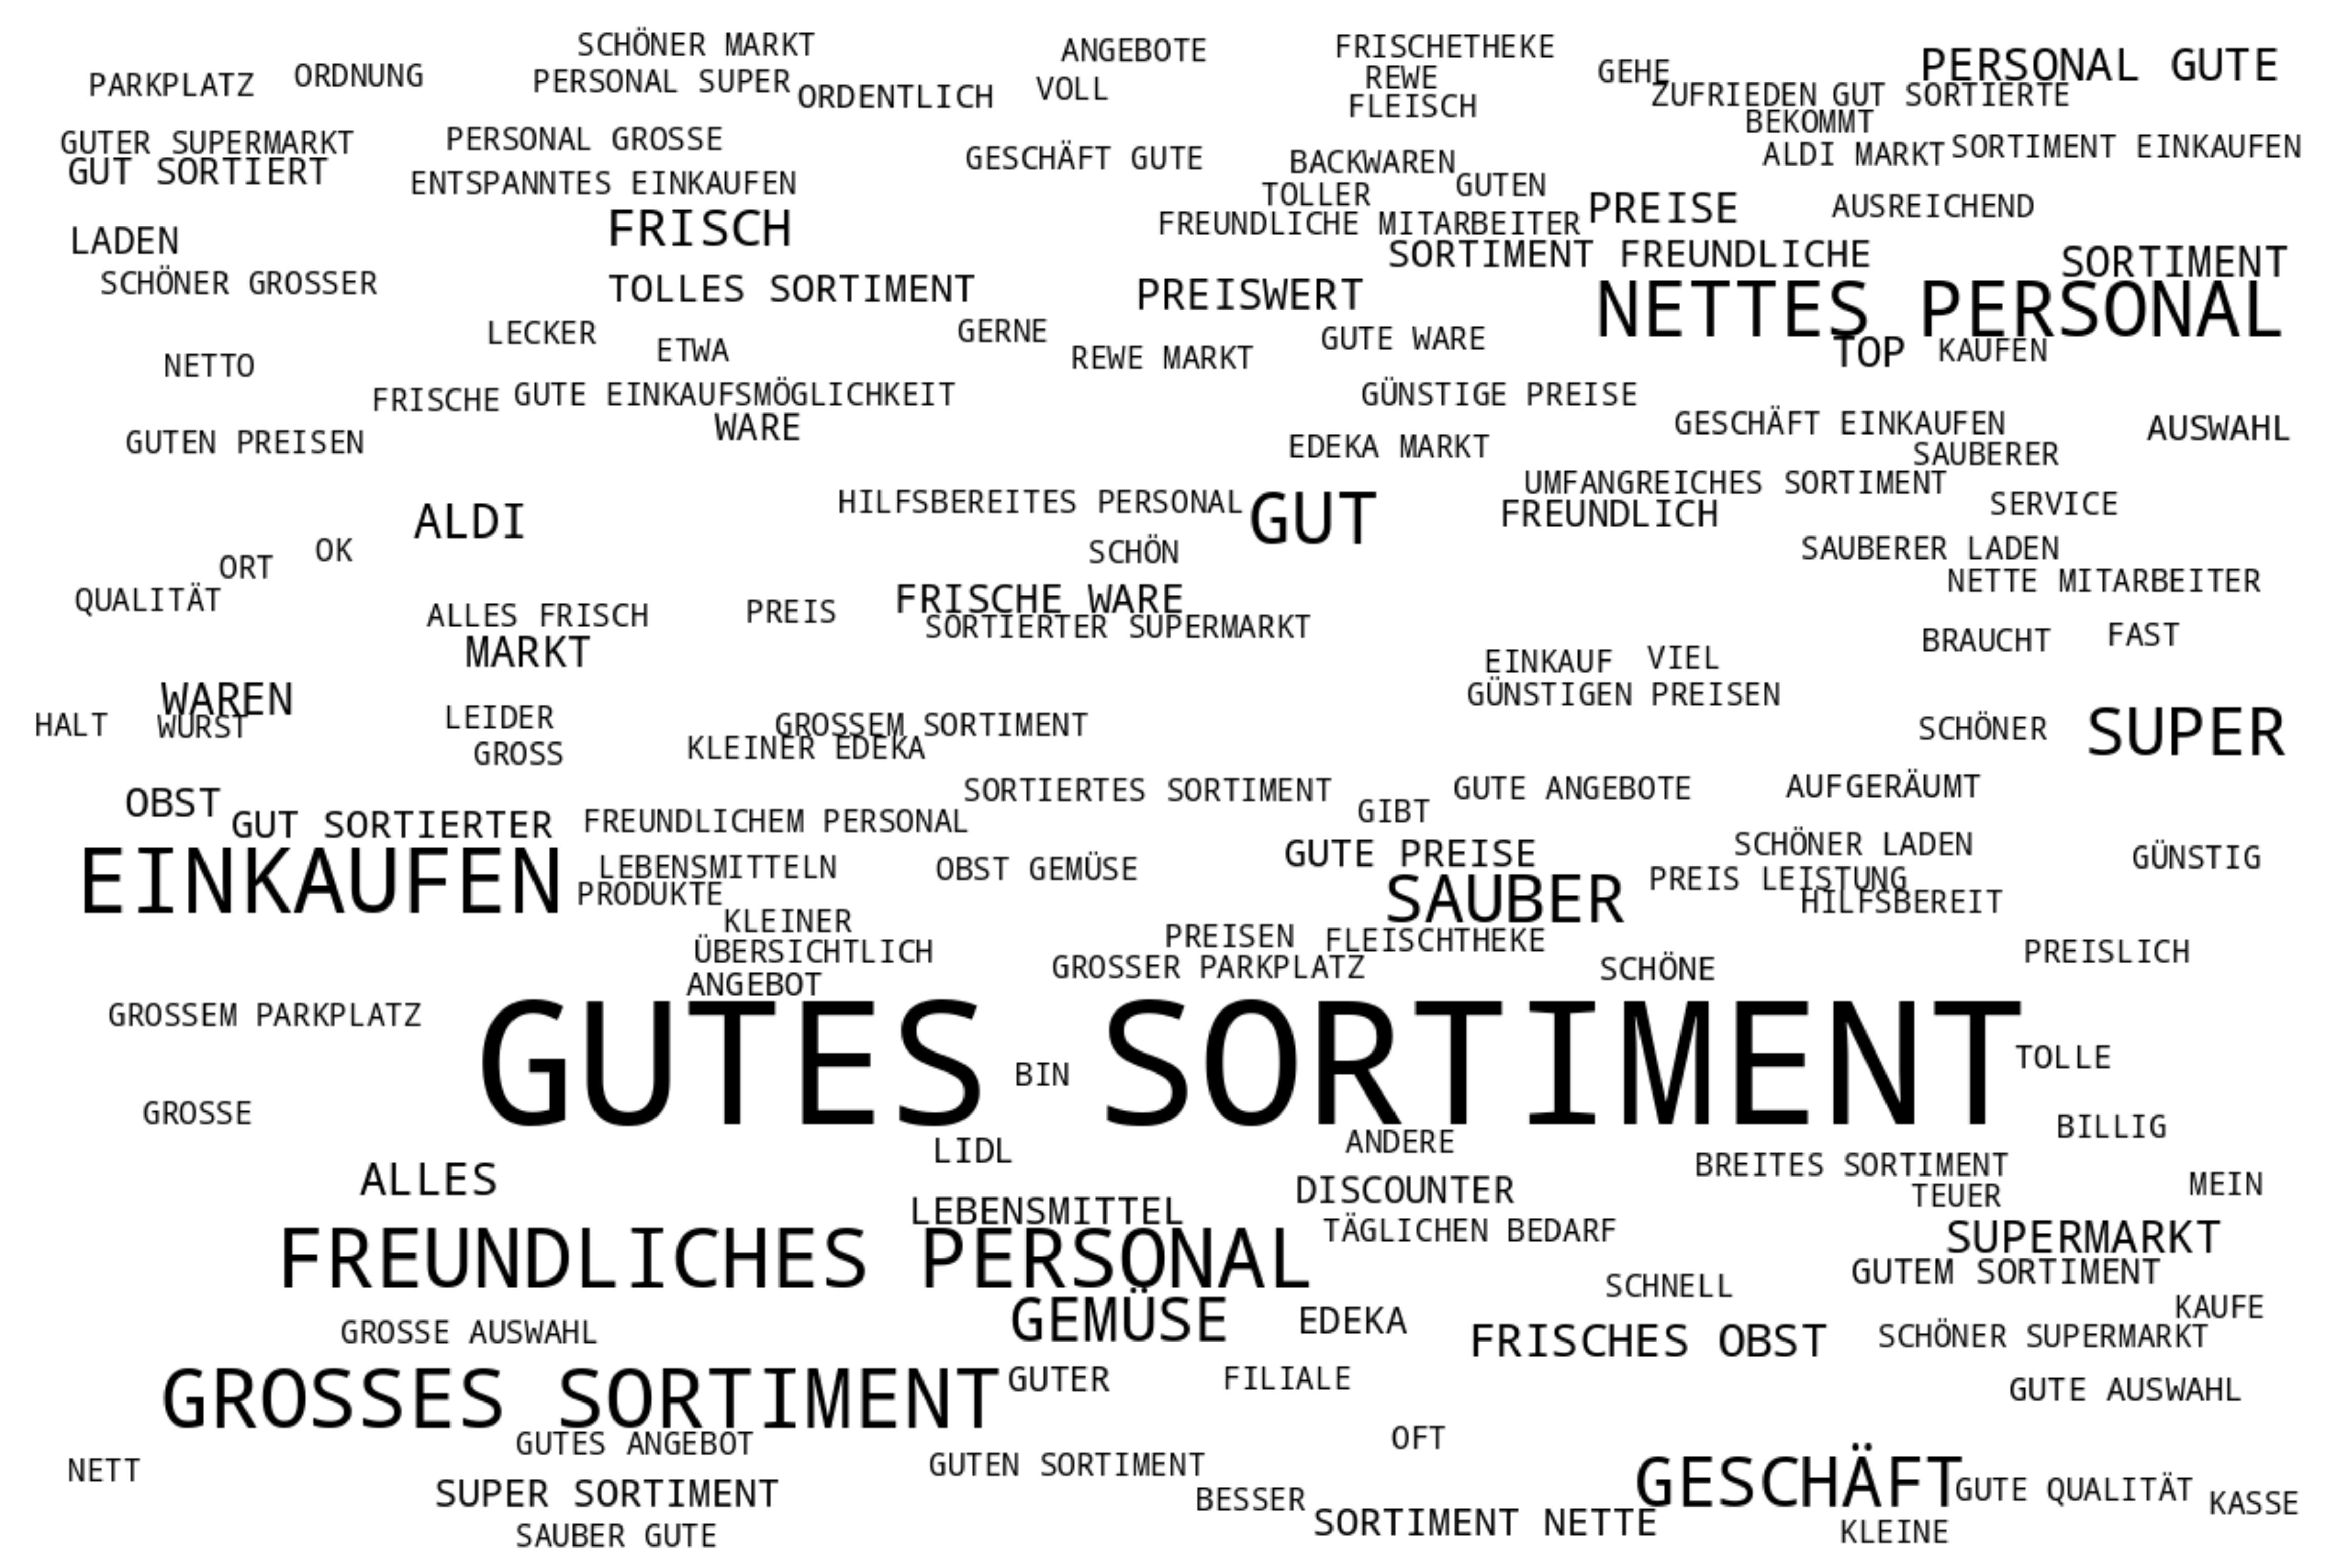 SCHÖNER MARKT
ANGEBOTE
FRISCHETHEKE
PARKPLATZ
ORDNUNG
PERSONAL SUPER
ORDENTLICH
VOLL
REWE
GEHE
PERSONAL GUTE
FLEISCH
ZUFRIEDEN
GUT SORTIERTE
BEKOMMT
GUTER SUPERMARKT
PERSONAL GROSSE
GESCHÄFT GUTE
BACKWAREN
ALDI MARKT
SORTIMENT EINKAUFEN
GUT SORTIERT
ENTSPANNTES EINKAUFEN
TOLLER
GUTEN
PREISE
AUSREICHEND
FRISCH
FREUNDLICHE MITARBEITER
LADEN
SORTIMENT FREUNDLICHE
SORTIMENT
SCHÖNER GROSSER
TOLLES SORTIMENT
PREISWERT
NETTES PERSONAL
LECKER
ETWA
GERNE
GUTE WARE
TOP
KAUFEN
NETTO
REWE MARKT
FRISCHE
GUTE EINKAUFSMÖGLICHKEIT
GÜNSTIGE PREISE
WARE
GESCHÄFT EINKAUFEN
AUSWAHL
GUTEN PREISEN
EDEKA MARKT
SAUBERER
UMFANGREICHES SORTIMENT
ALDI
HILFSBEREITES PERSONAL
GUT
FREUNDLICH
SERVICE
ORT
OK
SCHÖN
SAUBERER LADEN
NETTE MITARBEITER
QUALITÄT
ALLES FRISCH
PREIS
FRISCHE WARE
SORTIERTER SUPERMARKT
BRAUCHT
FAST
MARKT
EINKAUF
VIEL
GÜNSTIGEN PREISEN
WAREN
HALT
WURST
LEIDER
GROSSEM SORTIMENT
SCHÖNER
SUPER
GROSS
KLEINER EDEKA
OBST
SORTIERTES SORTIMENT
GUTE ANGEBOTE
AUFGERÄUMT
GUT SORTIERTER
FREUNDLICHEM PERSONAL
GIBT
EINKAUFEN
LEBENSMITTELN
OBST GEMÜSE
GUTE PREISE
SCHÖNER LADEN
GÜNSTIG
PRODUKTE
SAUBER
PREIS LEISTUNG
HILFSBEREIT
KLEINER
ÜBERSICHTLICH
PREISEN
FLEISCHTHEKE
PREISLICH
ANGEBOT
GROSSER PARKPLATZ
SCHÖNE
GROSSEM PARKPLATZ
GUTES SORTIMENT
BIN
TOLLE
GROSSE
BILLIG
LIDL
ANDERE
ALLES
BREITES SORTIMENT
DISCOUNTER
TEUER
MEIN
LEBENSMITTEL
TÄGLICHEN BEDARF
SUPERMARKT
FREUNDLICHES PERSONAL
GUTEM SORTIMENT
SCHNELL
GEMÜSE
EDEKA
KAUFE
GROSSE AUSWAHL
FRISCHES OBST
SCHÖNER SUPERMARKT
GROSSES SORTIMENT
GUTER
FILIALE
GUTE AUSWAHL
GUTES ANGEBOT
OFT
NETT
GUTEN SORTIMENT
GESCHÄFT
SUPER SORTIMENT
BESSER
GUTE QUALITÄT
KASSE
SAUBER GUTE
SORTIMENT NETTE
KLEINE